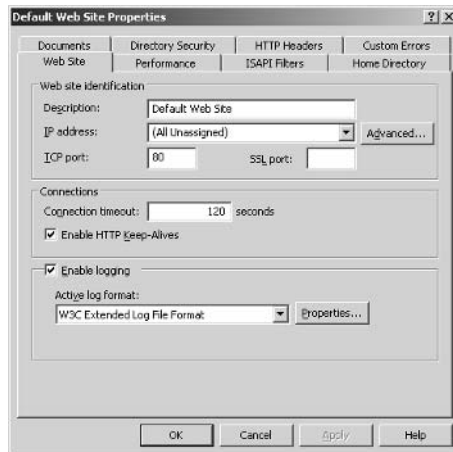 Default Web Site Properties
Documents Directory Security HTTP Headers Custom Errors
Web Site Performance ISAPI Filters Home Directory
Web site identification
Description: Default Web Site
IP address: (All Unassigned) Advanced...
TCP port: 80 SSL port:
Connections
Connection timeout: 120 seconds
Enable HTTP Keep-Alives
Enable logging
Active log format:
W3C Extended Log File Format Properties...
OK Cancel Apply Help